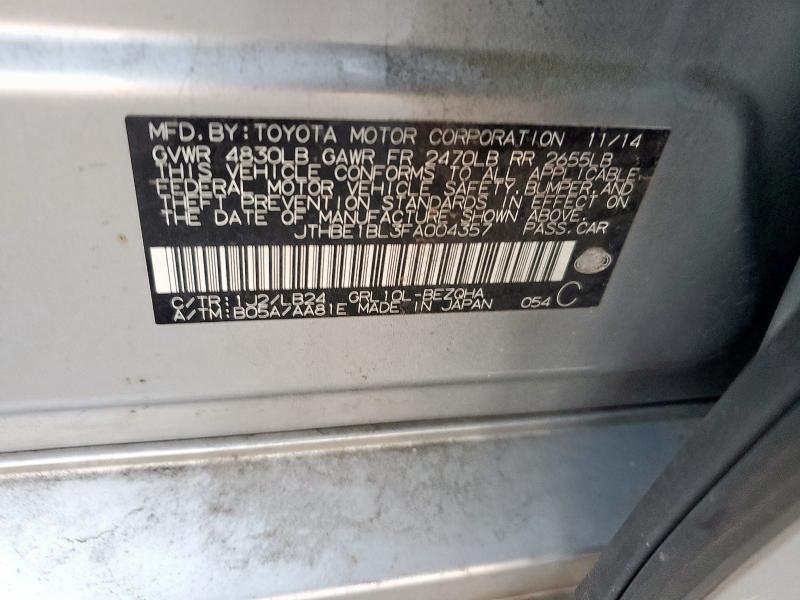 MFD. BY: TOYOTA MOTOR CORPORATION 11/14
GVWR 4830LB GAWR FR 2470LB RR 2655LB
THIS VEHICLE CONFORMS TO ALL APPLICABLE
FEDERAL MOTOR VEHICLE SAFETY, BUMPER, AND
THEFT PREVENTION STANDARDS IN EFFECT ON
THE DATE OF MANUFACTURE SHOWN ABOVE.
JTHBE1BL3FA004357 PASS.CAR
C/TR: 1J2/LB24 GRL10L-BEZQHA
A/TM: B05A/AA81E MADE IN JAPAN 054 C